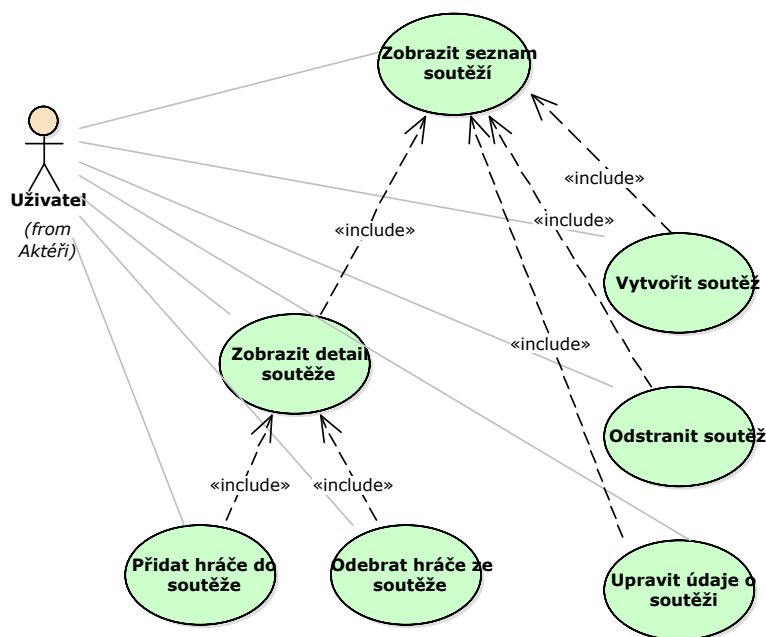 Zobrazit seznam
soutěží
Uživatel
(from
Aktéři)
«include»
«include»
«include»
Vytvořit soutěž
«include»
Zobrazit detail
soutěže
Odstranit soutěž
«include»
«include»
Přidat hráče do
soutěže
Odebrat hráče ze
soutěže
Upravit údaje o
soutěži